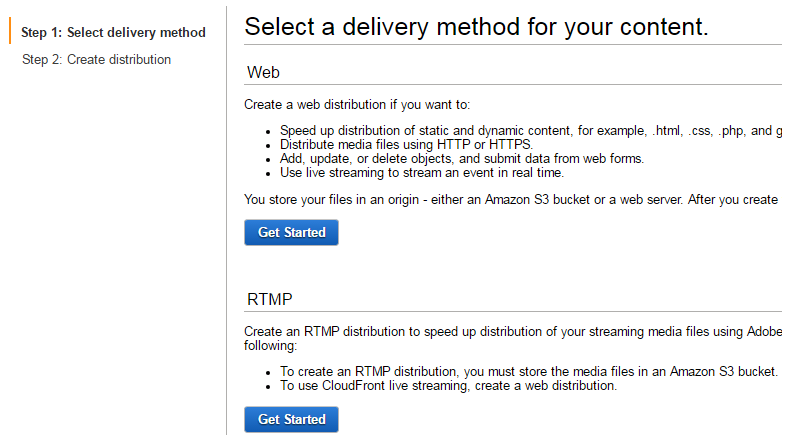 Step 1: Select delivery method
Step 2: Create distribution
Select a delivery method for your content.
Web
Create a web distribution if you want to:
• Speed up distribution of static and dynamic content, for example, .html, .css, .php, and g
• Distribute media files using HTTP or HTTPS.
• Add, update, or delete objects, and submit data from web forms.
• Use live streaming to stream an event in real time.
You store your files in an origin - either an Amazon S3 bucket or a web server. After you create
Get Started
RTMP
Create an RTMP distribution to speed up distribution of your streaming media files using Adobe
following:
• To create an RTMP distribution, you must store the media files in an Amazon S3 bucket.
• To use CloudFront live streaming, create a web distribution.
Get Started